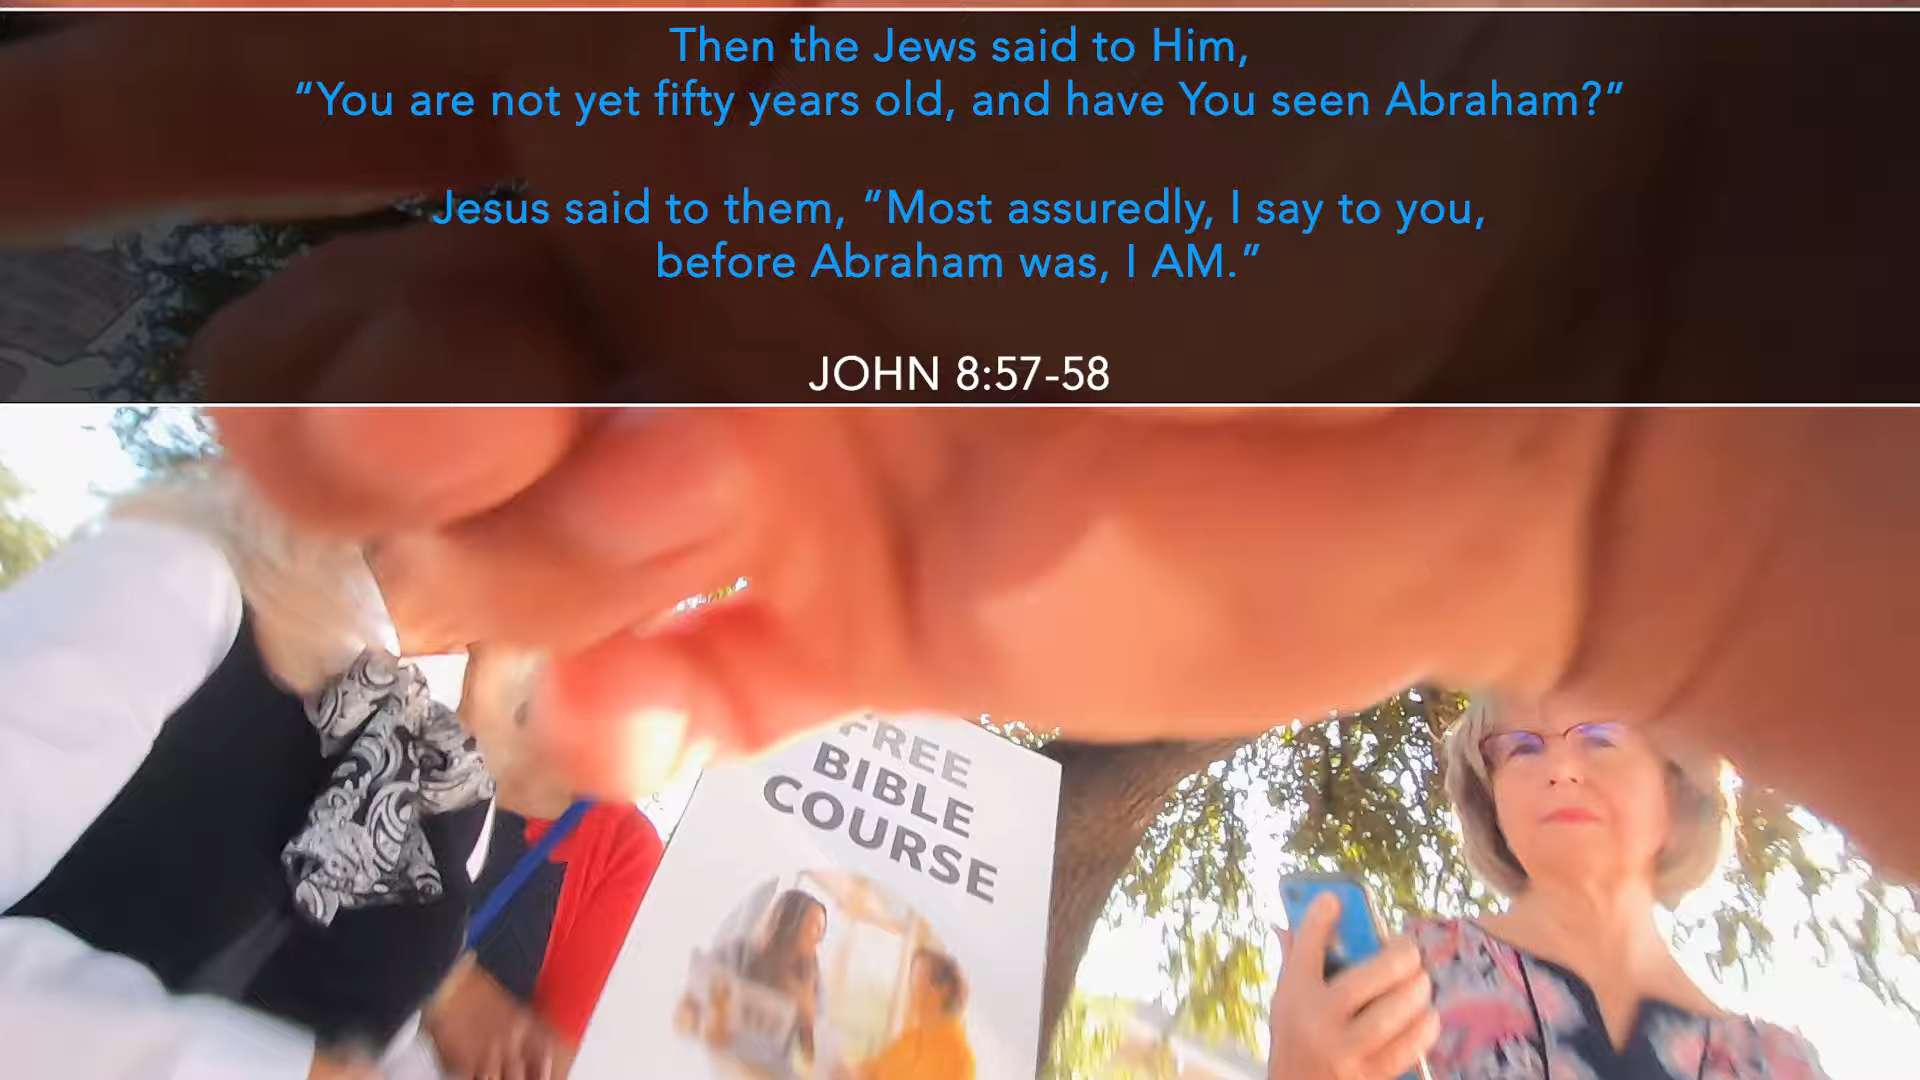 Then the Jews said to Him,
“You are not yet fifty years old, and have You seen Abraham?”
Jesus said to them, “Most assuredly, I say to you,
before Abraham was, I AM.”
JOHN 8:57-58
FREE
BIBLE
COURSE